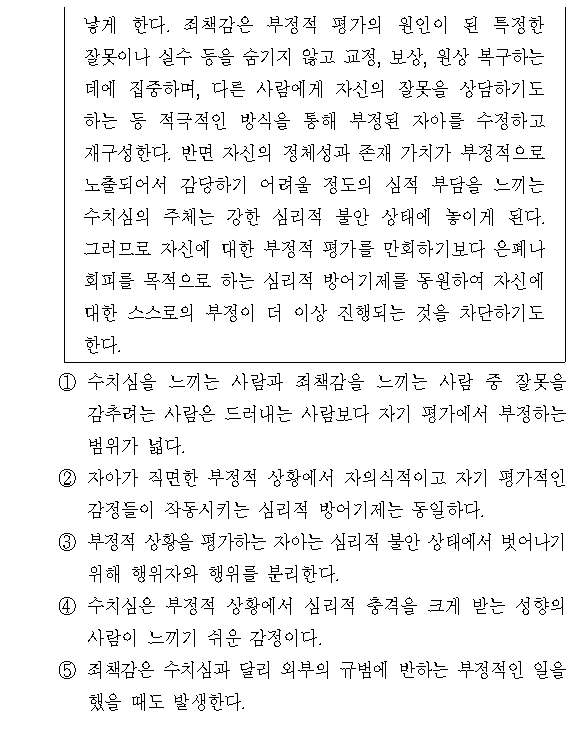 낳게 한다. 죄책감은 부정적 평가의 원인이 된 특정한
잘못이나 실수 등을 숨기지 않고 교정, 보상, 원상 복구하는
데에 집중하며, 다른 사람에게 자신의 잘못을 상담하기도
하는 등 적극적인 방식을 통해 부정된 자아를 수정하고
재구성한다. 반면 자신의 정체성과 존재 가치가 부정적으로
노출되어서 감당하기 어려울 정도의 심적 부담을 느끼는
수치심의 주체는 강한 심리적 불안 상태에 놓이게 된다.
그러므로 자신에 대한 부정적 평가를 만회하기보다 은폐나
회피를 목적으로 하는 심리적 방어기제를 동원하여 자신에
대한 스스로의 부정이 더 이상 진행되는 것을 차단하기도
한다.
① 수치심을 느끼는 사람과 죄책감을 느끼는 사람 중 잘못을
감추려는 사람은 드러내는 사람보다 자기 평가에서 부정하는
범위가 넓다.
② 자아가 직면한 부정적 상황에서 자의식적이고 자기 평가적인
감정들이 작동시키는 심리적 방어기제는 동일하다.
③ 부정적 상황을 평가하는 자아는 심리적 불안 상태에서 벗어나기
위해 행위자와 행위를 분리한다.
④ 수치심은 부정적 상황에서 심리적 충격을 크게 받는 성향의
사람이 느끼기 쉬운 감정이다.
⑤ 죄책감은 수치심과 달리 외부의 규범에 반하는 부정적인 일을
했을 때도 발생한다.